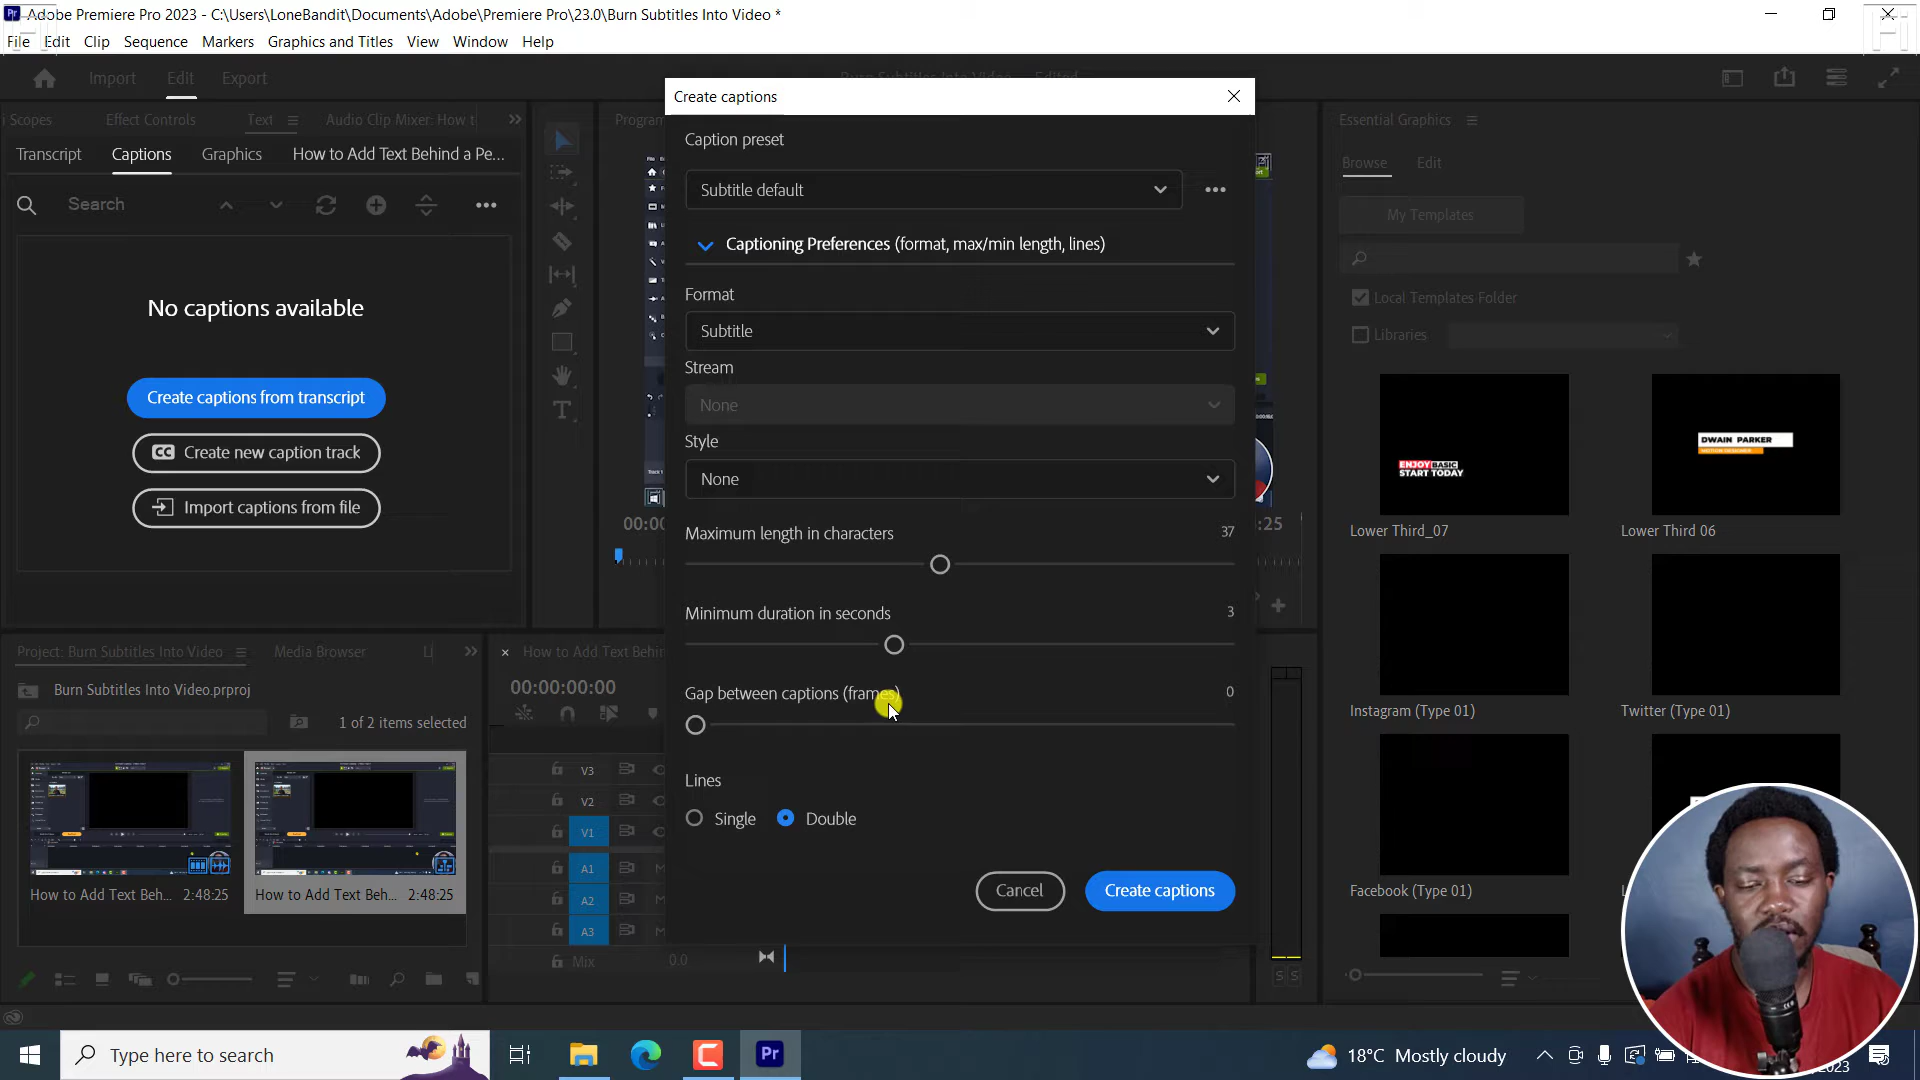 Adobe Premiere Pro 2023 - C:\Users\LoneBandit\Documents\Adobe\Premiere Pro\23.0\Burn Subtitles Into Video *
File Edit Clip Sequence Markers Graphics and Titles View Window Help
Import Edit Export
Scopes Effect Controls Text Audio Clip Mixer: How t
Transcript Captions Graphics How to Add Text Behind a Pe...
Search
No captions available
Create captions from transcript
CC Create new caption track
Import captions from file
Create captions
Caption preset
Subtitle default
Captioning Preferences (format, max/min length, lines)
Format
Subtitle
Stream
None
Style
None
Maximum length in characters 37
Minimum duration in seconds 3
Gap between captions (frames) 0
Lines
Single Double
Cancel Create captions
Essential Graphics
Browse Edit
My Templates
Local Templates Folder
Libraries
ENJOY BASIC
START TODAY
DWAIN PARKER
Lower Third_07 Lower Third 06
Instagram (Type 01) Twitter (Type 01)
Facebook (Type 01)
Project: Burn Subtitles Into Video Media Browser
Burn Subtitles Into Video.prproj
1 of 2 items selected
How to Add Text Beh... 2:48:25 How to Add Text Beh... 2:48:25
How to Add Text Behin
00:00:00:00
V3
V2
V1
A1 M
A2 M
A3 M
Mix 0.0
S S
Type here to search
Pr
18°C Mostly cloudy